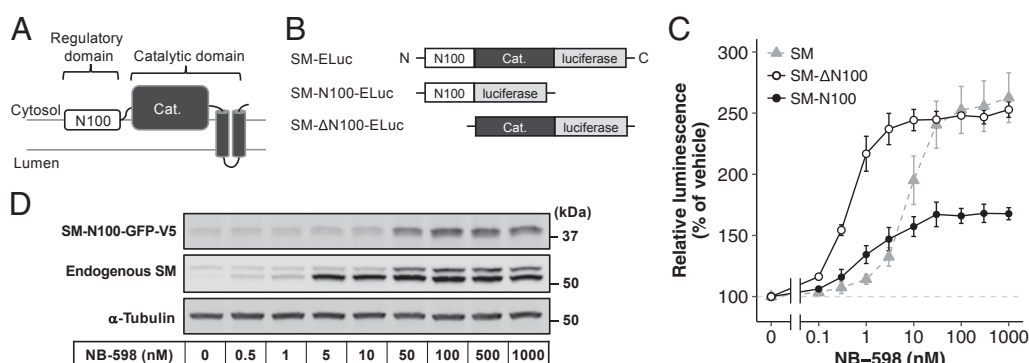 A
Regulatory domain
Catalytic domain
Cytosol
N100
Cat.
Lumen
B
SM-ELuc
N
N100
Cat.
luciferase
C
SM-N100-ELuc
N100
luciferase
SM-ΔN100-ELuc
Cat.
luciferase
C
SM
SM-ΔN100
SM-N100
Relative luminescence
(% of vehicle)
300
250
200
150
100
0
0.1
1
10
100
1000
NB–598 (nM)
D
(kDa)
SM-N100-GFP-V5
37
Endogenous SM
50
α-Tubulin
50
NB-598 (nM) 0 0.5 1 5 10 50 100 500 1000